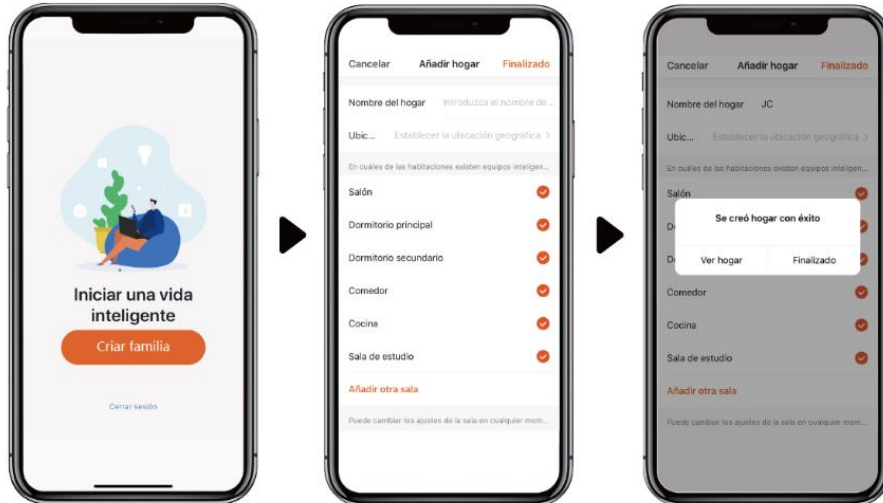 Iniciar una vida
inteligente
Criar familia
Cerrar sesión
Cancelar Añadir hogar Finalizado
Nombre del hogar Introduzca el nombre de...
Ubic... Establecer la ubicación geográfica >
En cuáles de las habitaciones existen equipos inteligen...
Salón
Dormitorio principal
Dormitorio secundario
Comedor
Cocina
Sala de estudio
Añadir otra sala
Puede cambiar los ajustes de la sala en cualquier mom...
Cancelar Añadir hogar Finalizado
Nombre del hogar JC
Ubic... Establecer la ubicación geográfica >
En cuáles de las habitaciones existen equipos inteligen...
Salón
Se creó hogar con éxito
D
Ver hogar Finalizado
D
Comedor
Cocina
Sala de estudio
Añadir otra sala
Puede cambiar los ajustes de la sala en cualquier mom...